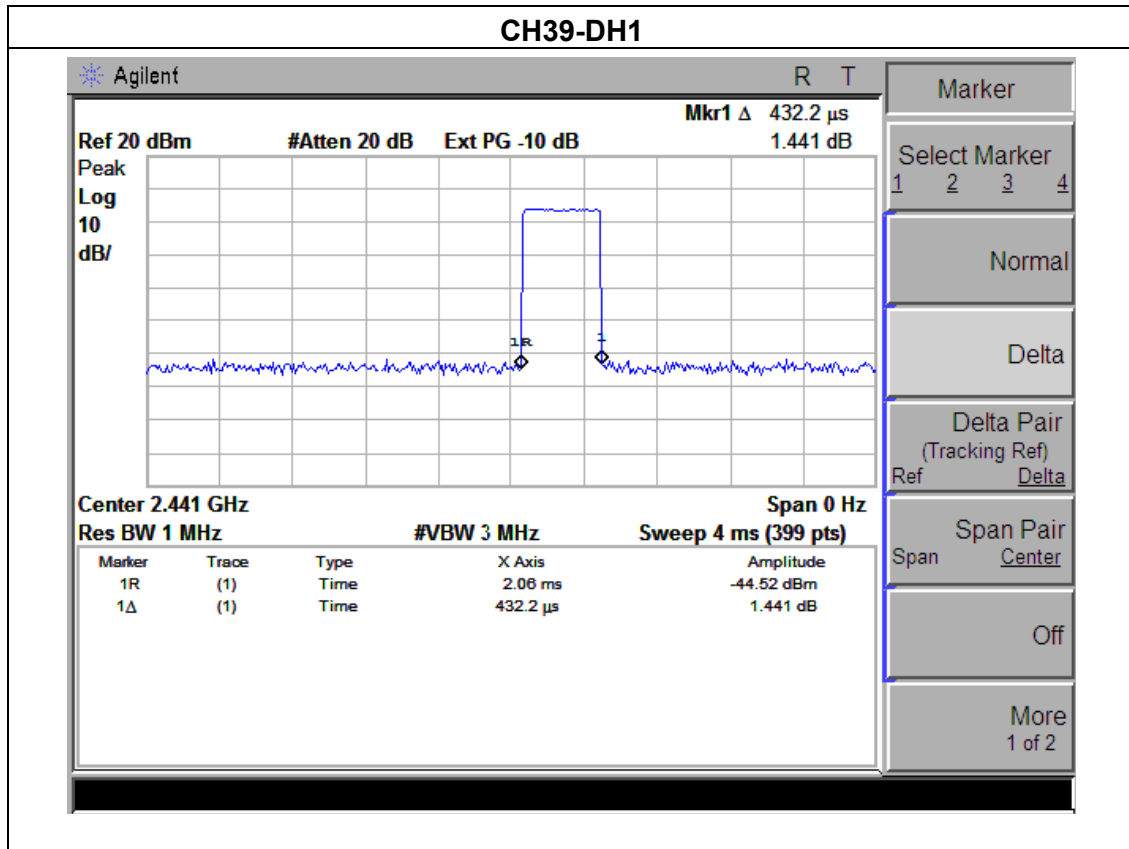 CH39-DH1
Agilent R T
Mkr1 Δ 432.2 μs
Ref 20 dBm #Atten 20 dB Ext PG -10 dB 1.441 dB
Peak
Log
10
dB/
1R 1
Center 2.441 GHz Span 0 Hz
Res BW 1 MHz #VBW 3 MHz Sweep 4 ms (399 pts)
Marker Trace Type X Axis Amplitude
1R (1) Time 2.06 ms -44.52 dBm
1Δ (1) Time 432.2 μs 1.441 dB
Marker
Select Marker
1 2 3 4
Normal
Delta
Delta Pair
(Tracking Ref)
Ref Delta
Span Pair
Span Center
Off
More
1 of 2